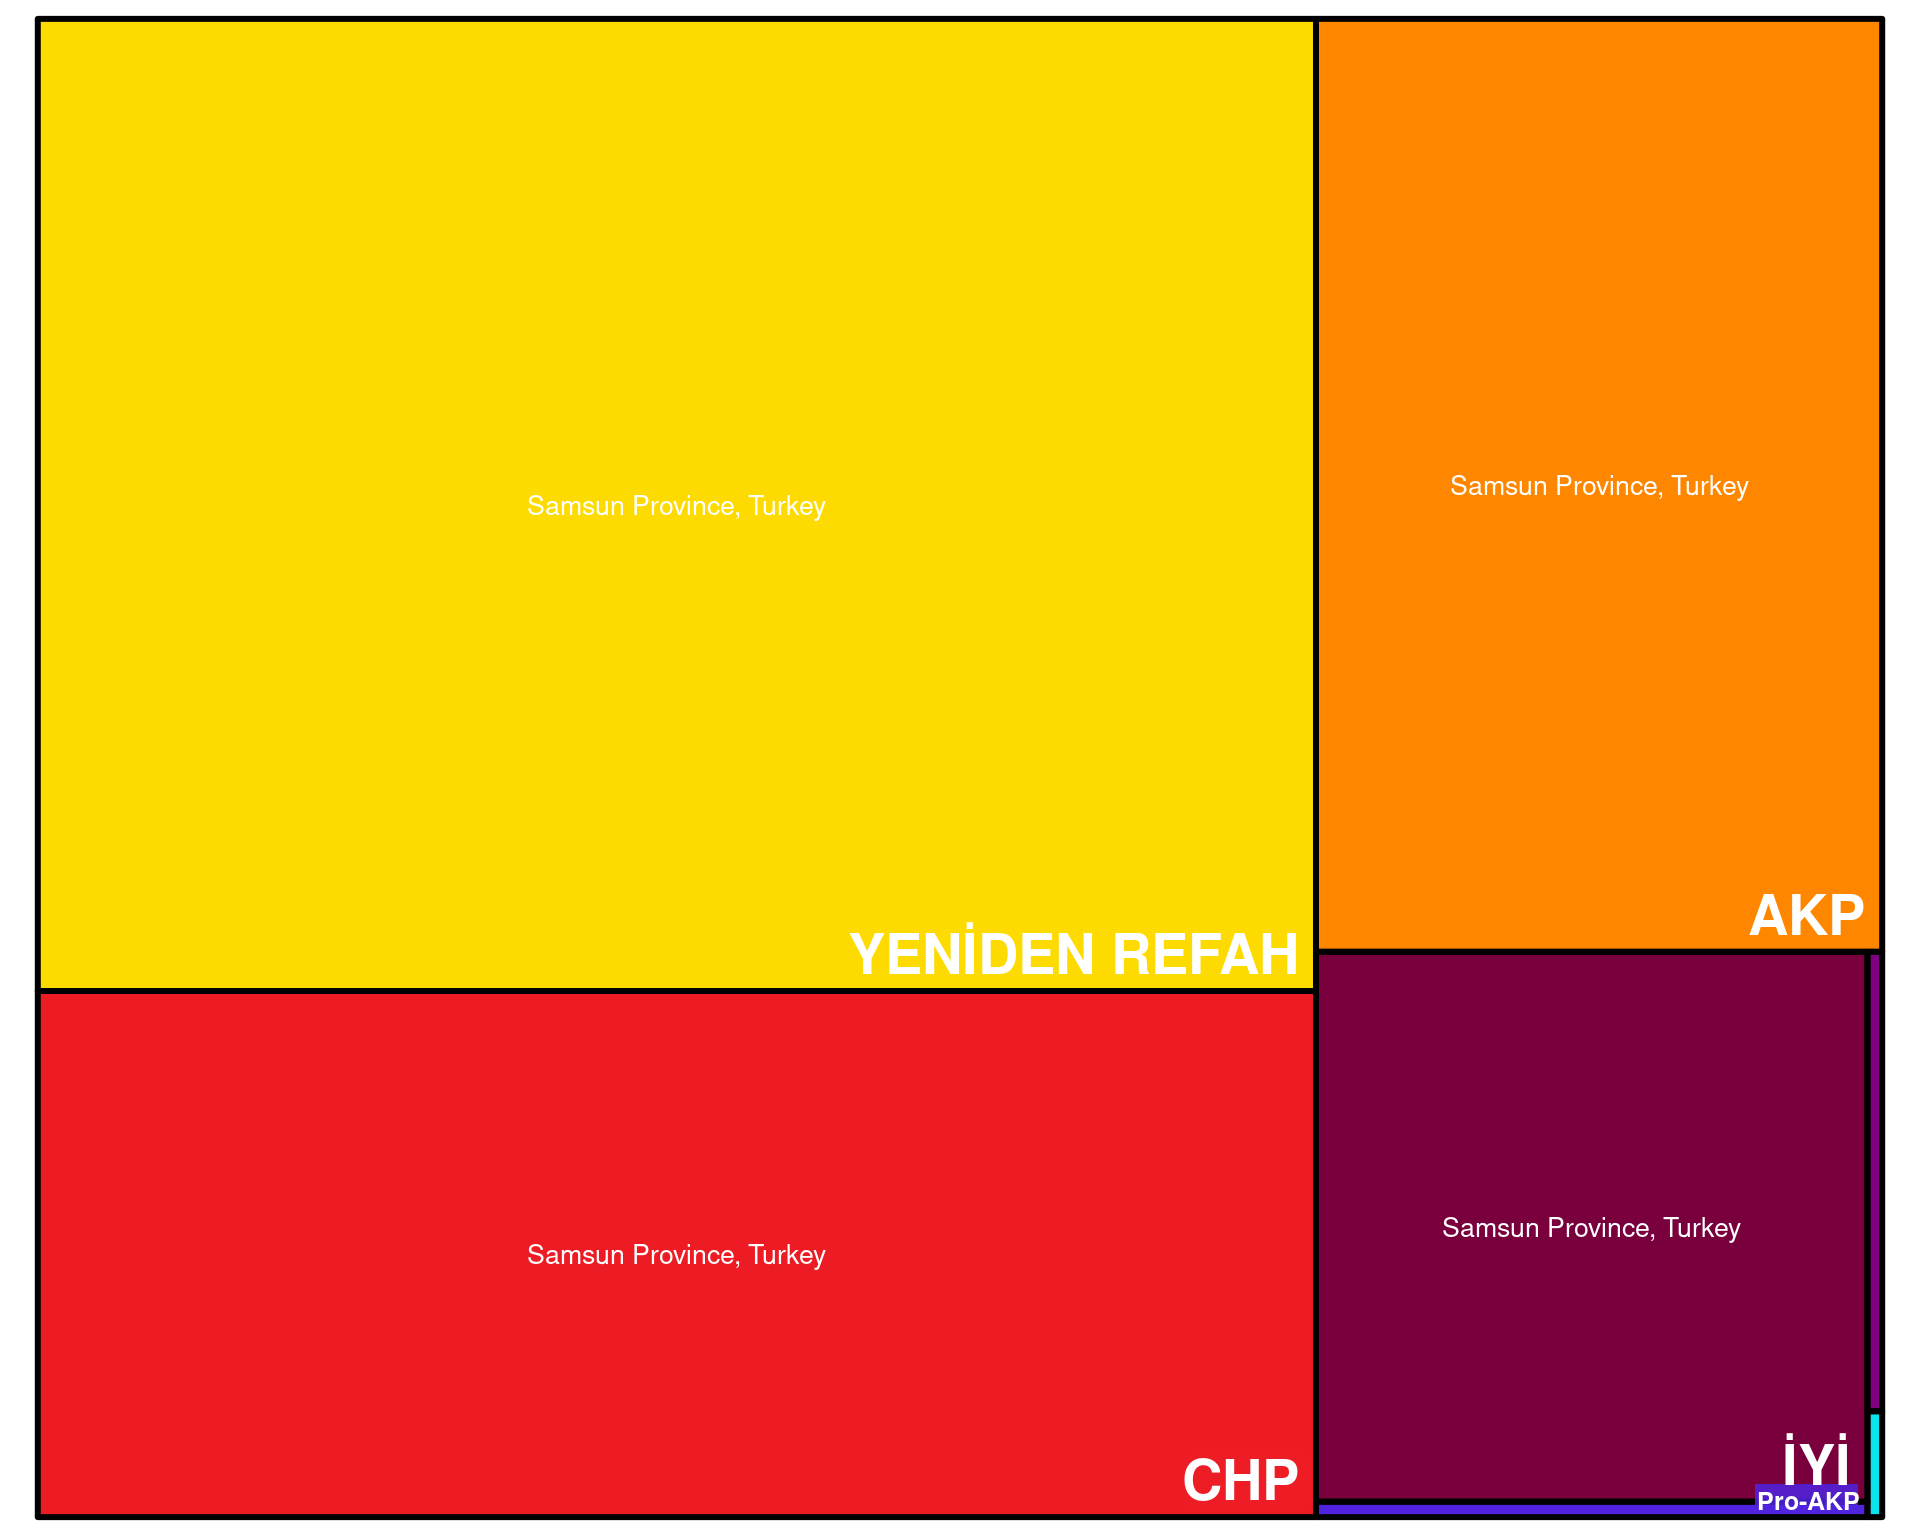 Samsun Province, Turkey
YENİDEN REFAH
Samsun Province, Turkey
AKP
Samsun Province, Turkey
CHP
Samsun Province, Turkey
İYİ
Pro-AKP